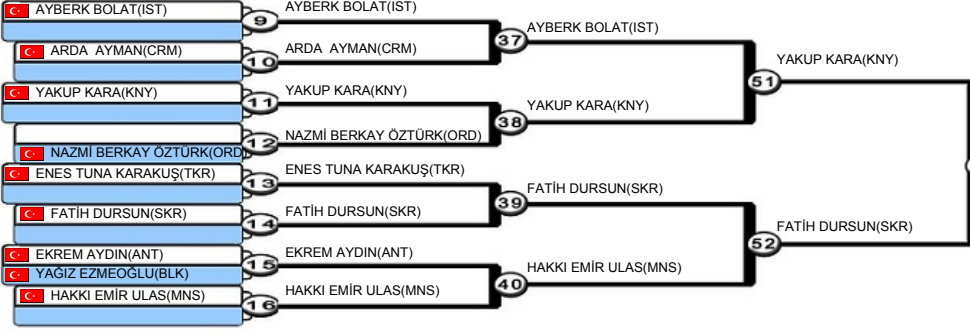 AYBERK BOLAT(IST)
9
AYBERK BOLAT(IST)
ARDA AYMAN(CRM)
10
ARDA AYMAN(CRM)
37
AYBERK BOLAT(IST)
YAKUP KARA(KNY)
11
YAKUP KARA(KNY)
NAZMİ BERKAY ÖZTÜRK(ORD
12
NAZMİ BERKAY ÖZTÜRK(ORD)
38
YAKUP KARA(KNY)
51
YAKUP KARA(KNY)
ENES TUNA KARAKUŞ(TKR)
13
ENES TUNA KARAKUŞ(TKR)
FATİH DURSUN(SKR)
14
FATİH DURSUN(SKR)
39
FATİH DURSUN(SKR)
EKREM AYDIN(ANT)
YAĞIZ EZMEOĞLU(BLK)
15
EKREM AYDIN(ANT)
HAKKI EMİR ULAS(MNS)
16
HAKKI EMİR ULAS(MNS)
40
HAKKI EMİR ULAS(MNS)
52
FATİH DURSUN(SKR)